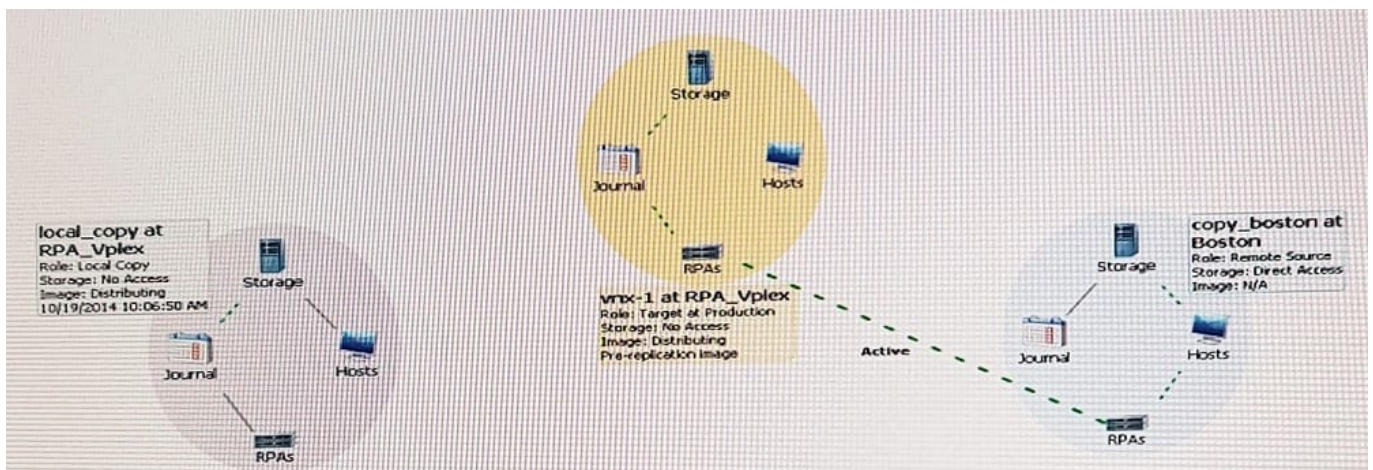 Storage
Journal
Hosts
RPAs
vnx-1 at RPA_Vplex
Role: Target at Production
Storage: No Access
Image: Distributing
Pre-replication image
local_copy at
RPA_Vplex
Role: Local Copy
Storage: No Access
Image: Distributing
10/19/2014 10:06:50 AM
Storage
Journal
Hosts
RPAs
Active
copy_boston at
Boston
Role: Remote Source
Storage: Direct Access
Image: N/A
Storage
Journal
Hosts
RPAs